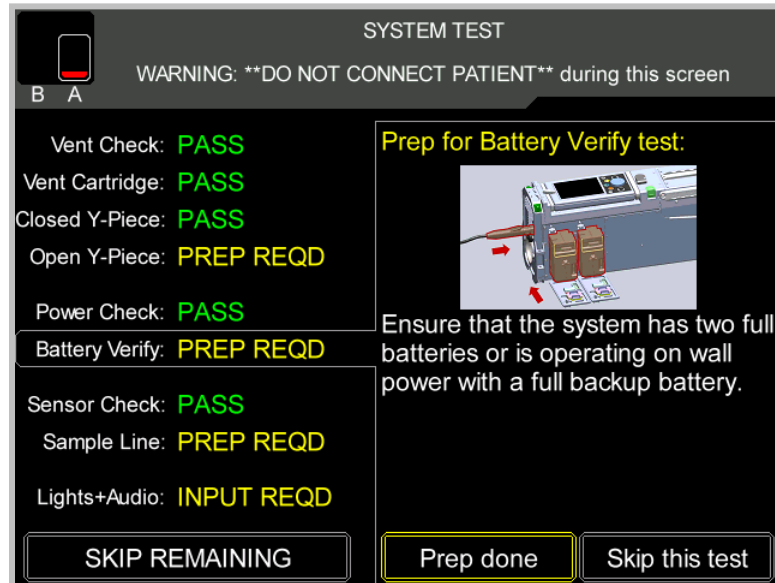 SYSTEM TEST
WARNING: **DO NOT CONNECT PATIENT** during this screen
B A
Vent Check: PASS
Vent Cartridge: PASS
Closed Y-Piece: PASS
Open Y-Piece: PREP REQD
Power Check: PASS
Battery Verify: PREP REQD
Sensor Check: PASS
Sample Line: PREP REQD
Lights+Audio: INPUT REQD
SKIP REMAINING
Prep for Battery Verify test:
Ensure that the system has two full
batteries or is operating on wall
power with a full backup battery.
Prep done
Skip this test